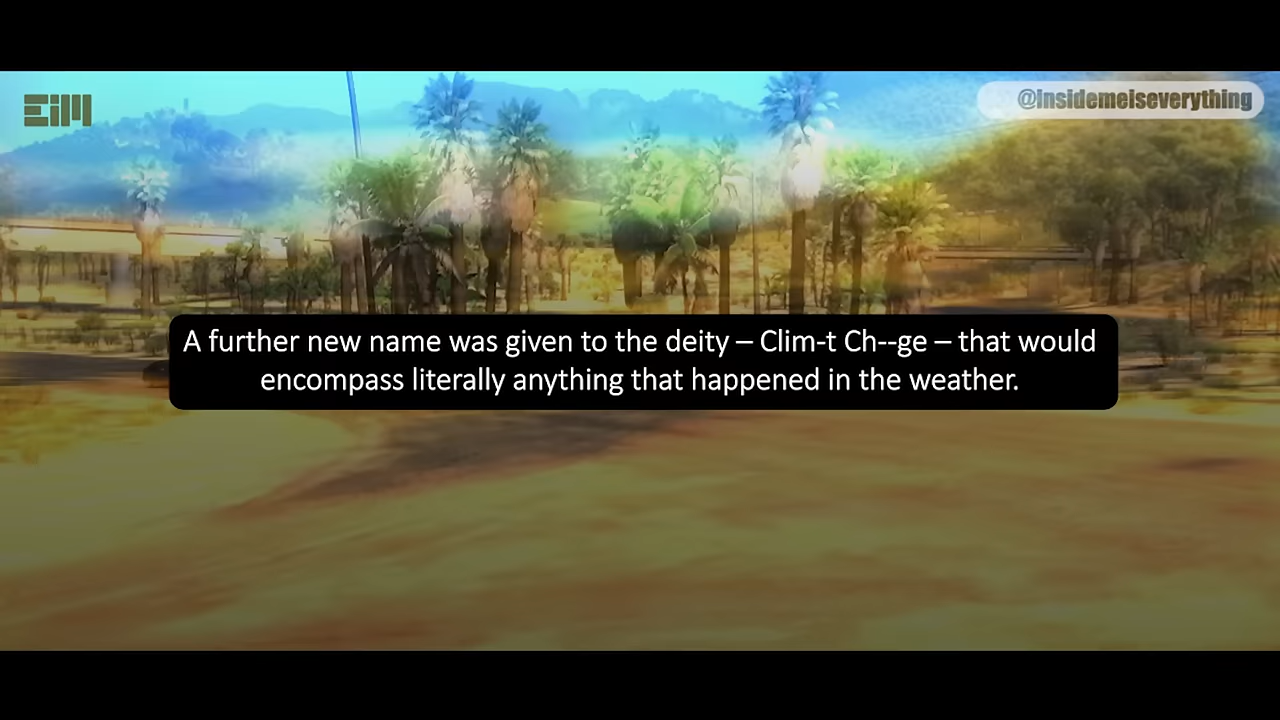 EiM
@insidemeiseverything
A further new name was given to the deity – Clim-t Ch--ge – that would
encompass literally anything that happened in the weather.